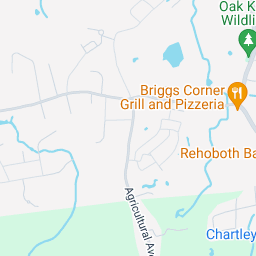 Oak K
Wildli
Briggs Corner
Grill and Pizzeria
Rehoboth Ba
Agricultural Av
Chartley